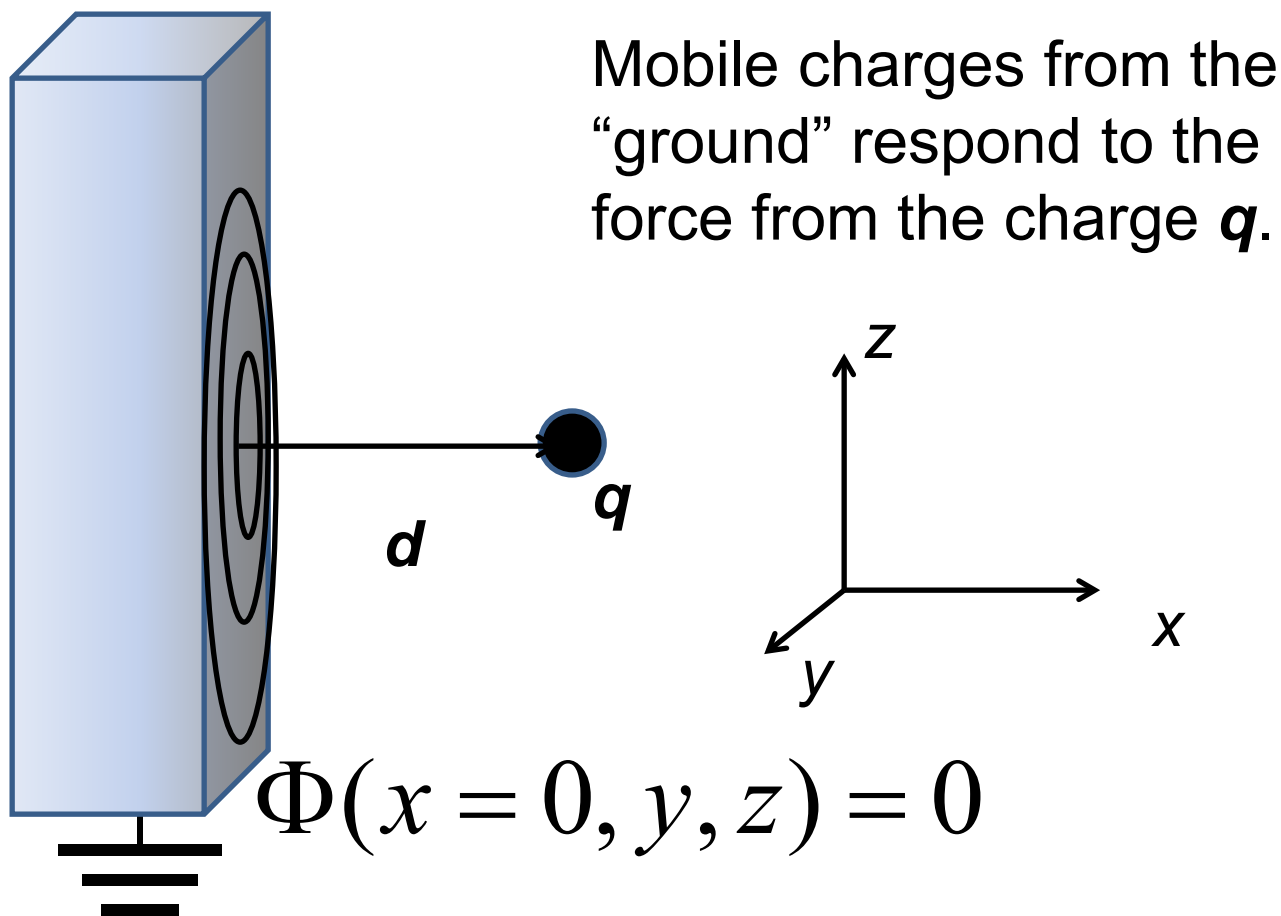 Mobile charges from the
“ground” respond to the
force from the charge q.
z
q
d
x
y
Φ(x = 0, y, z) = 0